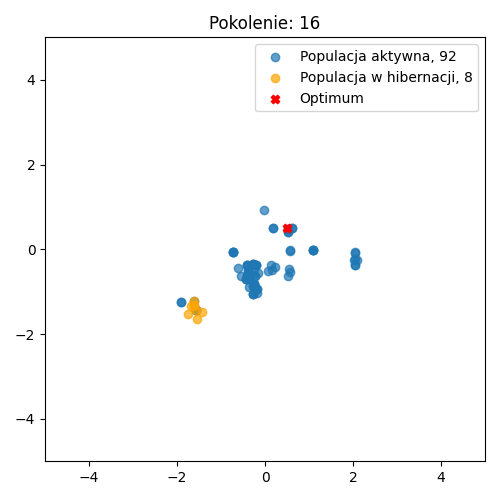 Pokolenie: 16
Populacja aktywna, 92
Populacja w hibernacji, 8
Optimum
4
2
0
−2
−4
−4
−2
0
2
4